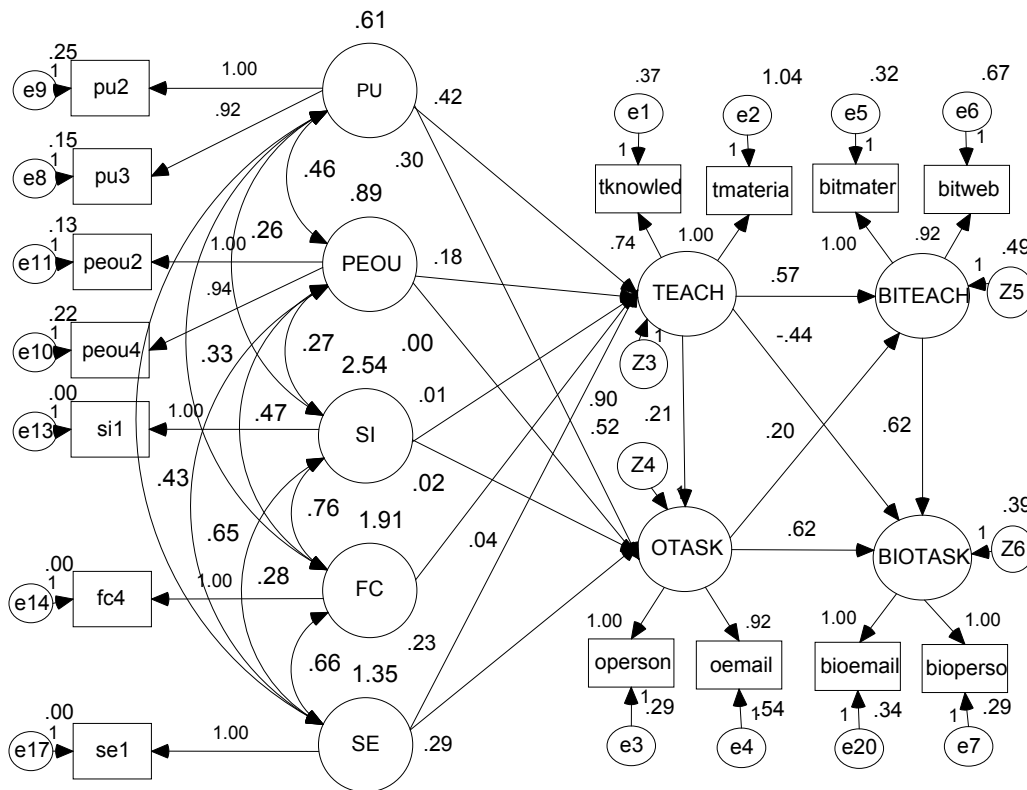 .61
.25
1
e9
pu2
1.00
PU
.42
.92
.30
.15
1
e8
pu3
.46
.89
.37
e1
1
tknowled
1.04
e2
1
tmateria
.32
e5
1
bitmater
.67
e6
1
bitweb
.13
1
e11
peou2
1.00
.26
PEOU
.18
.94
.74
1.00
1.00
.92
.49
TEACH
.57
BITEACH
1
Z5
1
Z3
.22
1
e10
peou4
.33
.27
2.54
.00
-.44
.00
1
e13
si1
1.00
.47
SI
.01
.90
.52
.21
.20
.62
Z4
.43
.65
.76
1.91
.02
.04
1
OTASK
.62
BIOTASK
.39
1
Z6
.00
1
e14
fc4
1.00
.28
FC
.23
.66
1.35
1.00
.92
1.00
1.00
operson
oemail
bioemail
bioperso
1
.29
1
.54
1
.34
1
.29
e3
e4
e20
e7
.00
1
e17
se1
1.00
SE
.29